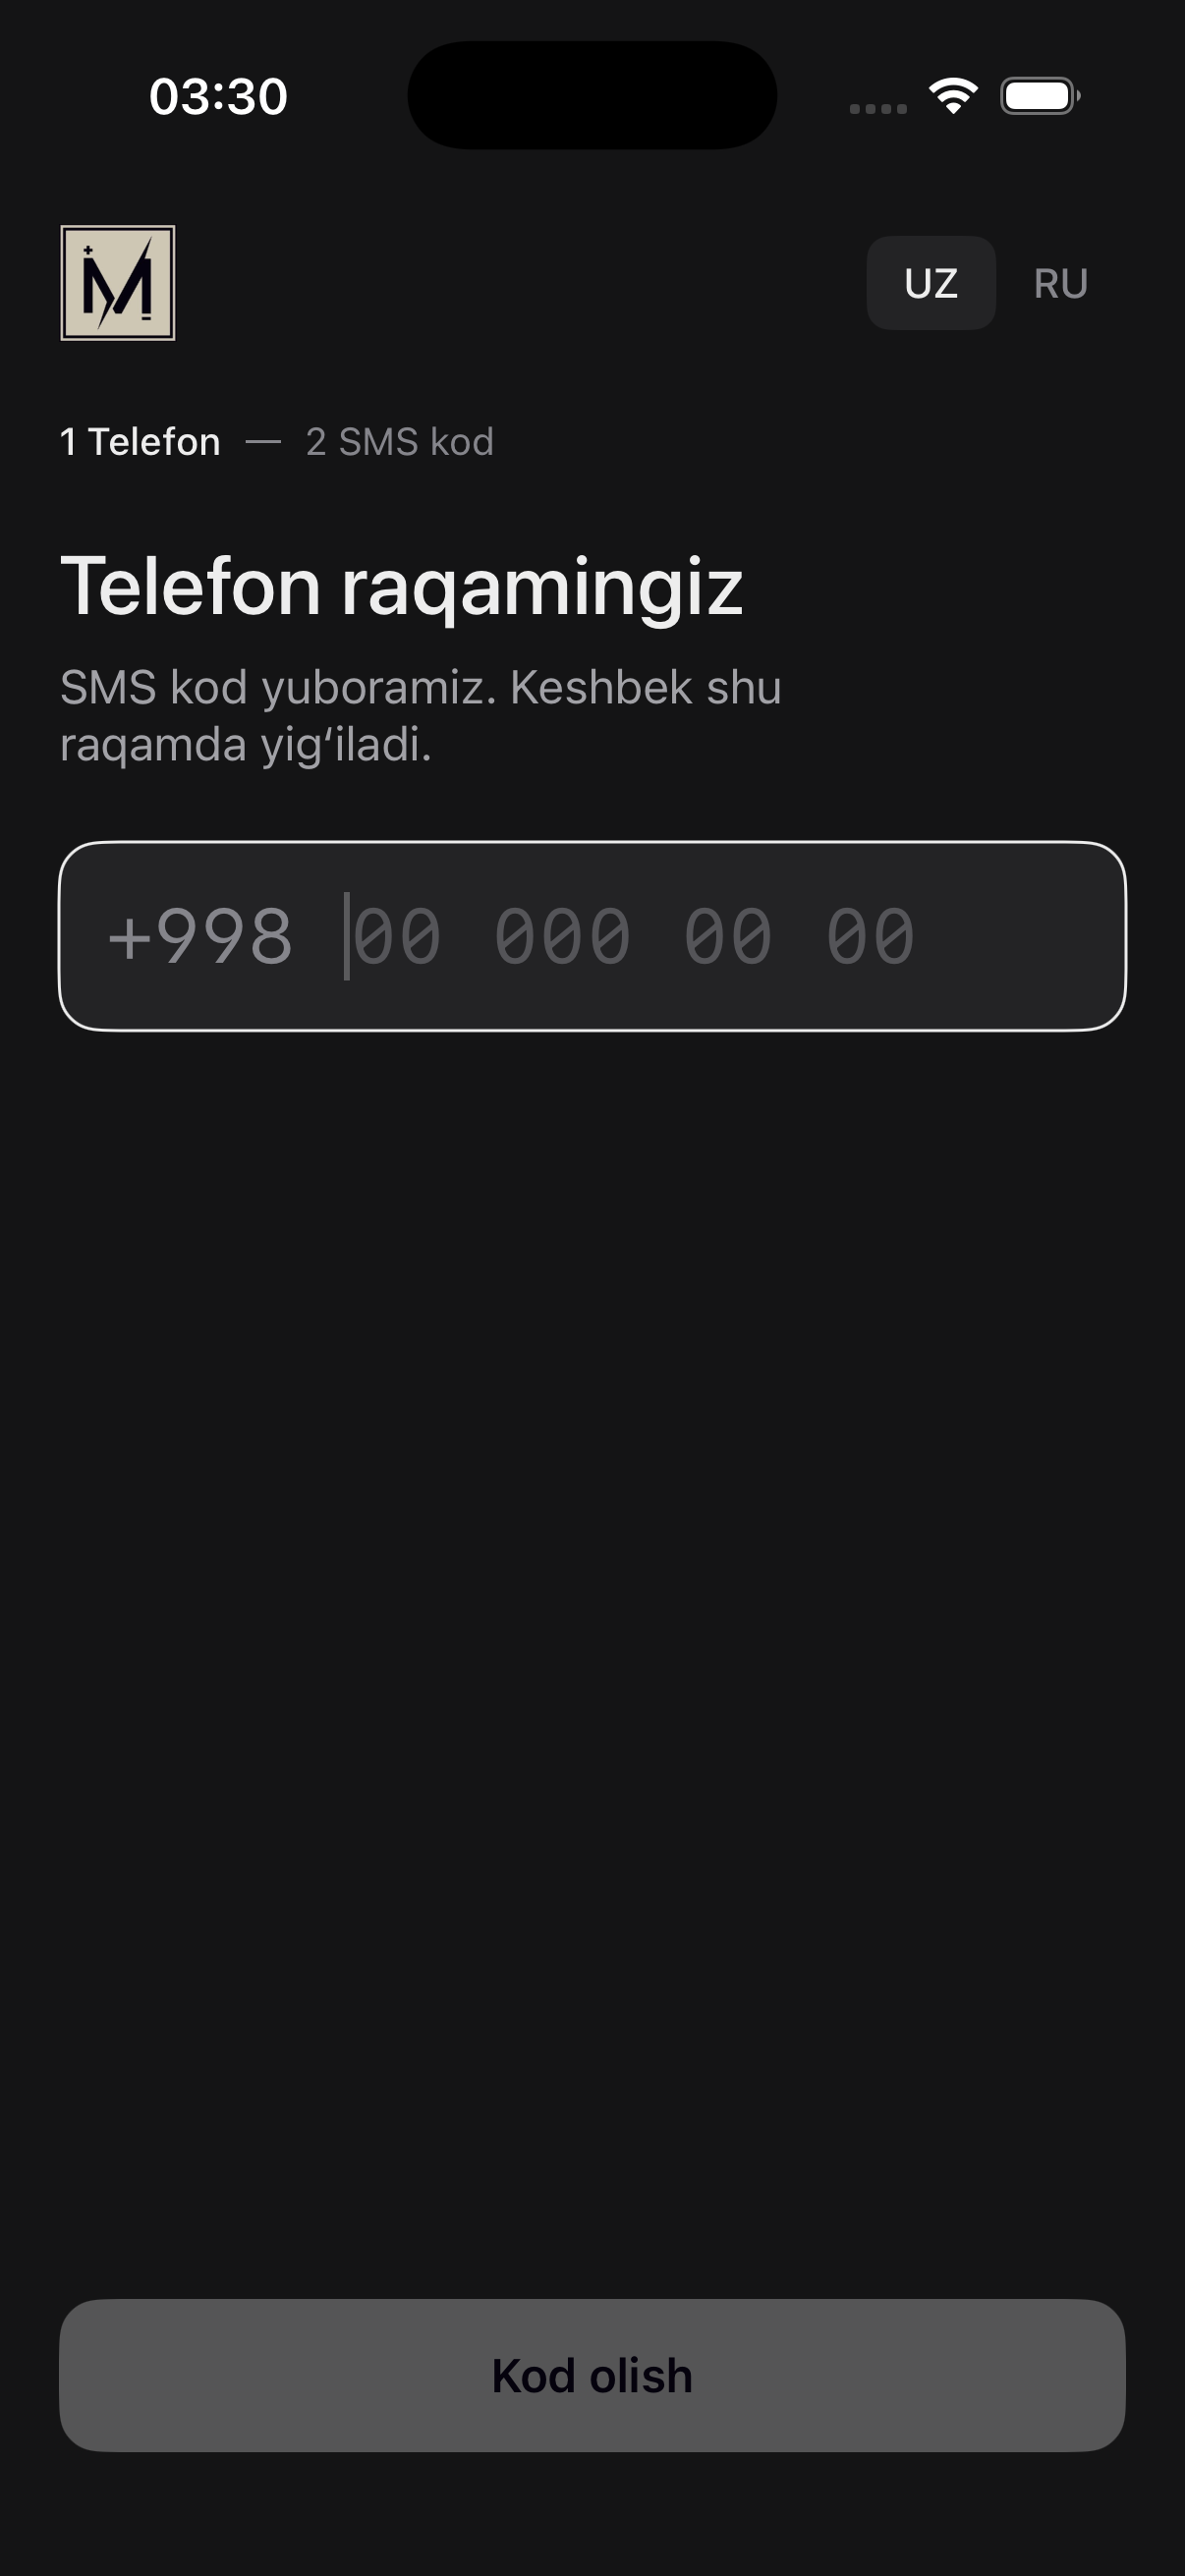 03:30
M
UZ RU
1 Telefon — 2 SMS kod
Telefon raqamingiz
SMS kod yuboramiz. Keshbek shu
raqamda yig‘iladi.
+998 00 000 00 00
Kod olish